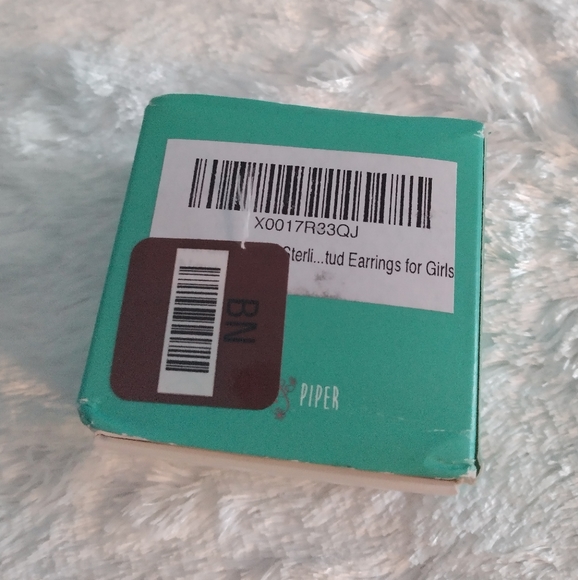 X0017R33QJ
Sterli...tud Earrings for Girls
BN
PIPER